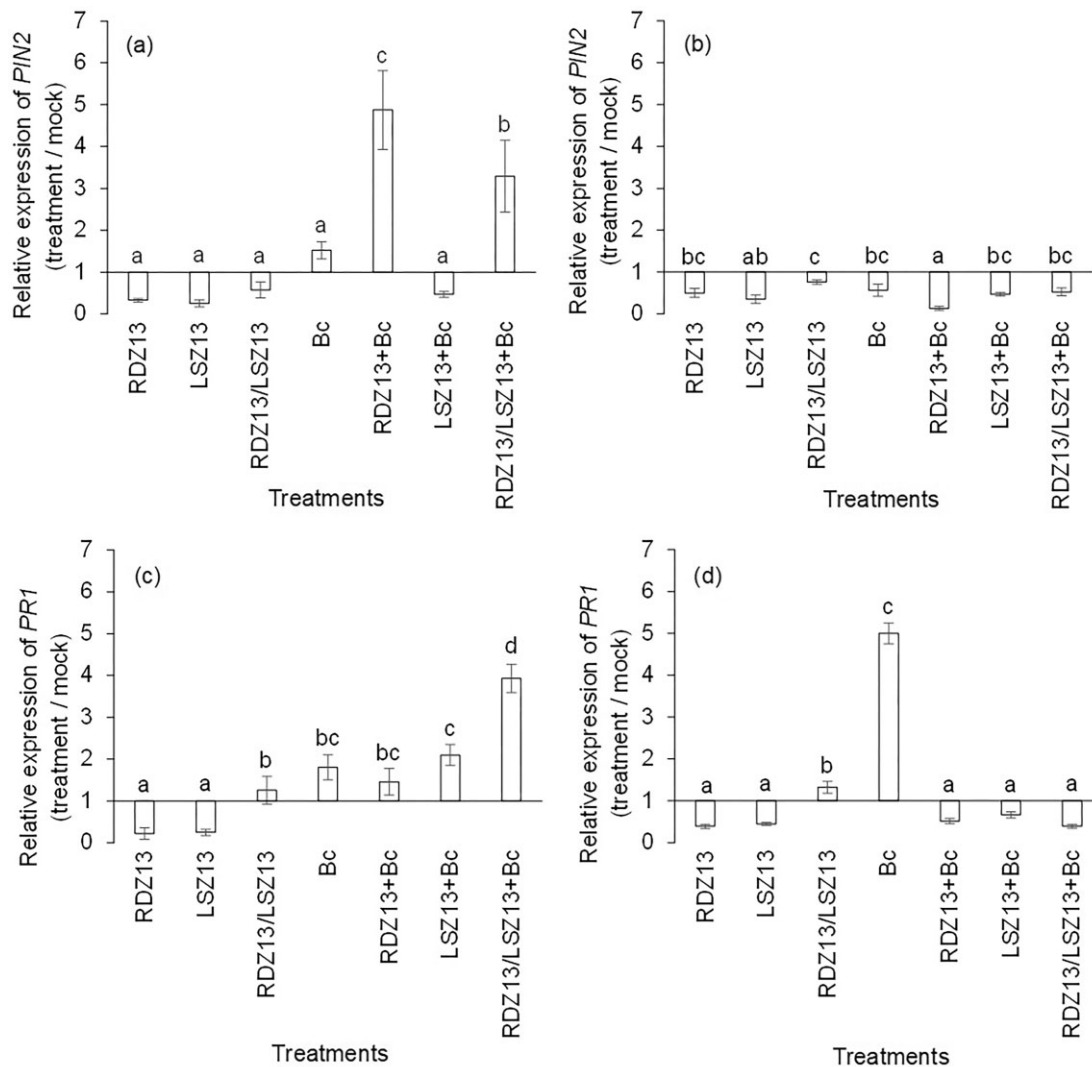 (a)
Relative expression of PIN2
(treatment / mock)
7
6
5
4
3
2
1
0
a
a
a
a
c
a
b
RDZ13
LSZ13
RDZ13/LSZ13
Bc
RDZ13+Bc
LSZ13+Bc
RDZ13/LSZ13+Bc
Treatments
(b)
Relative expression of PIN2
(treatment / mock)
7
6
5
4
3
2
1
0
bc
ab
c
bc
a
bc
bc
RDZ13
LSZ13
RDZ13/LSZ13
Bc
RDZ13+Bc
LSZ13+Bc
RDZ13/LSZ13+Bc
Treatments
(c)
Relative expression of PR1
(treatment / mock)
7
6
5
4
3
2
1
0
a
a
b
bc
bc
c
d
RDZ13
LSZ13
RDZ13/LSZ13
Bc
RDZ13+Bc
LSZ13+Bc
RDZ13/LSZ13+Bc
Treatments
(d)
Relative expression of PR1
(treatment / mock)
7
6
5
4
3
2
1
0
a
a
b
c
a
a
a
RDZ13
LSZ13
RDZ13/LSZ13
Bc
RDZ13+Bc
LSZ13+Bc
RDZ13/LSZ13+Bc
Treatments